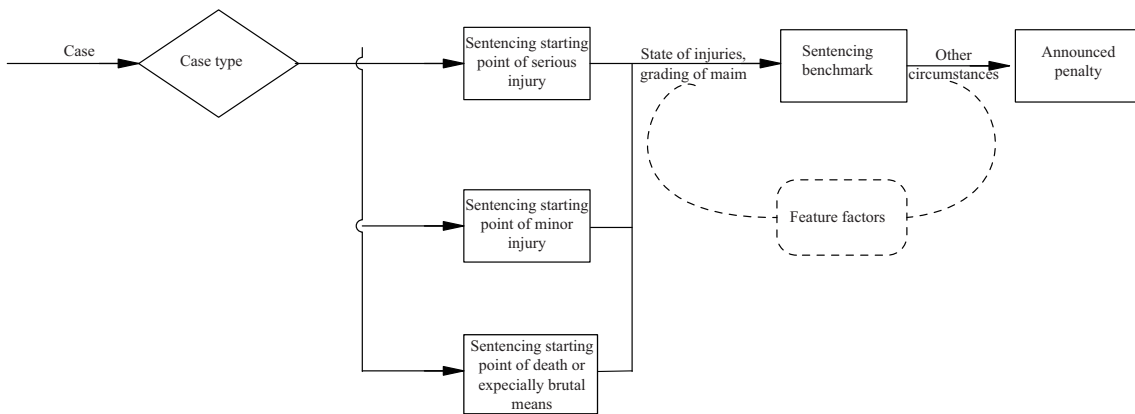 Case
Case type
Sentencing starting
point of serious
injury
State of injuries,
grading of maim
Sentencing
benchmark
Other
circumstances
Announced
penalty
Sentencing starting
point of minor
injury
Feature factors
Sentencing starting
point of death or
expecially brutal
means